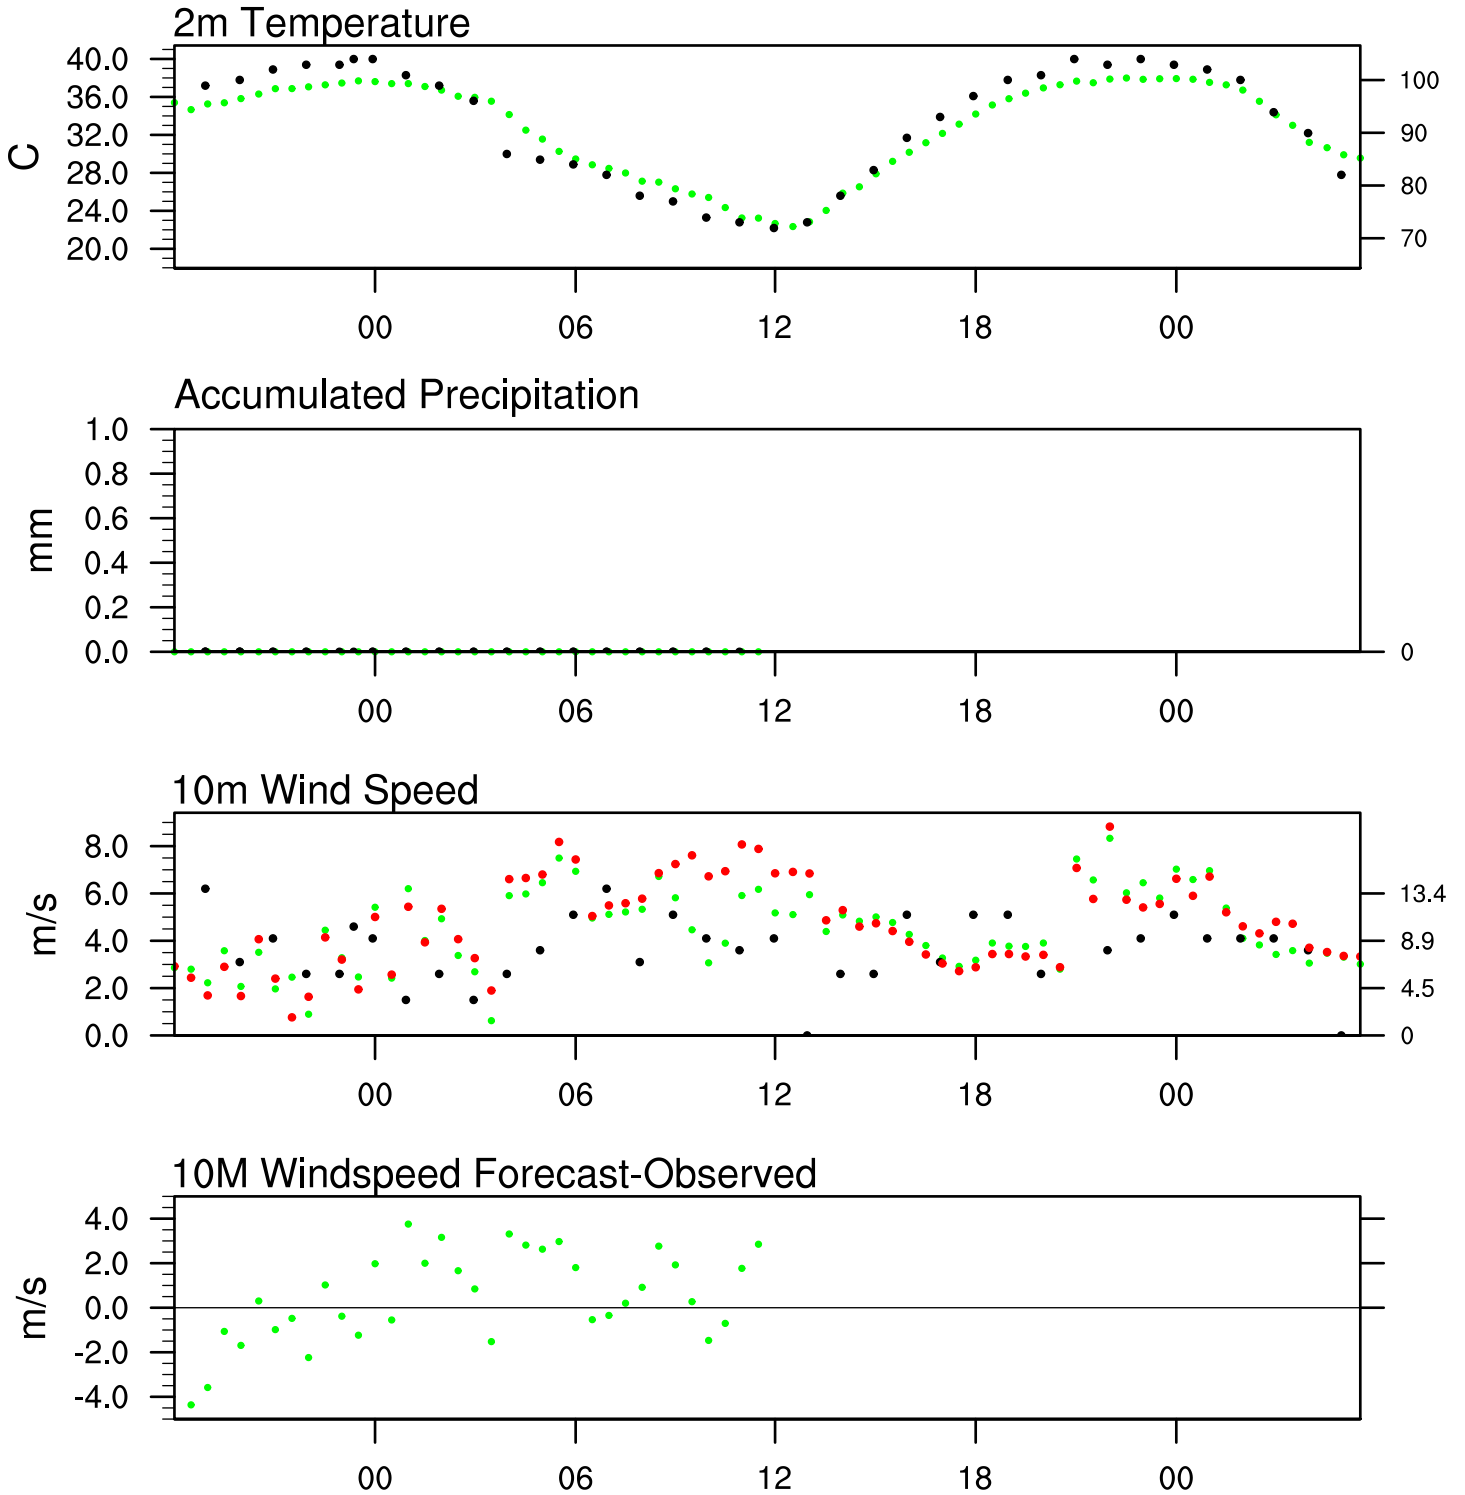 2m Temperature
40.0
36.0
32.0
28.0
24.0
20.0
C
100
90
80
70
00 06 12 18 00
Accumulated Precipitation
1.0
0.8
0.6
0.4
0.2
0.0
mm
0
00 06 12 18 00
10m Wind Speed
8.0
6.0
4.0
2.0
0.0
m/s
13.4
8.9
4.5
0
00 06 12 18 00
10M Windspeed Forecast-Observed
4.0
2.0
0.0
-2.0
-4.0
m/s
00 06 12 18 00